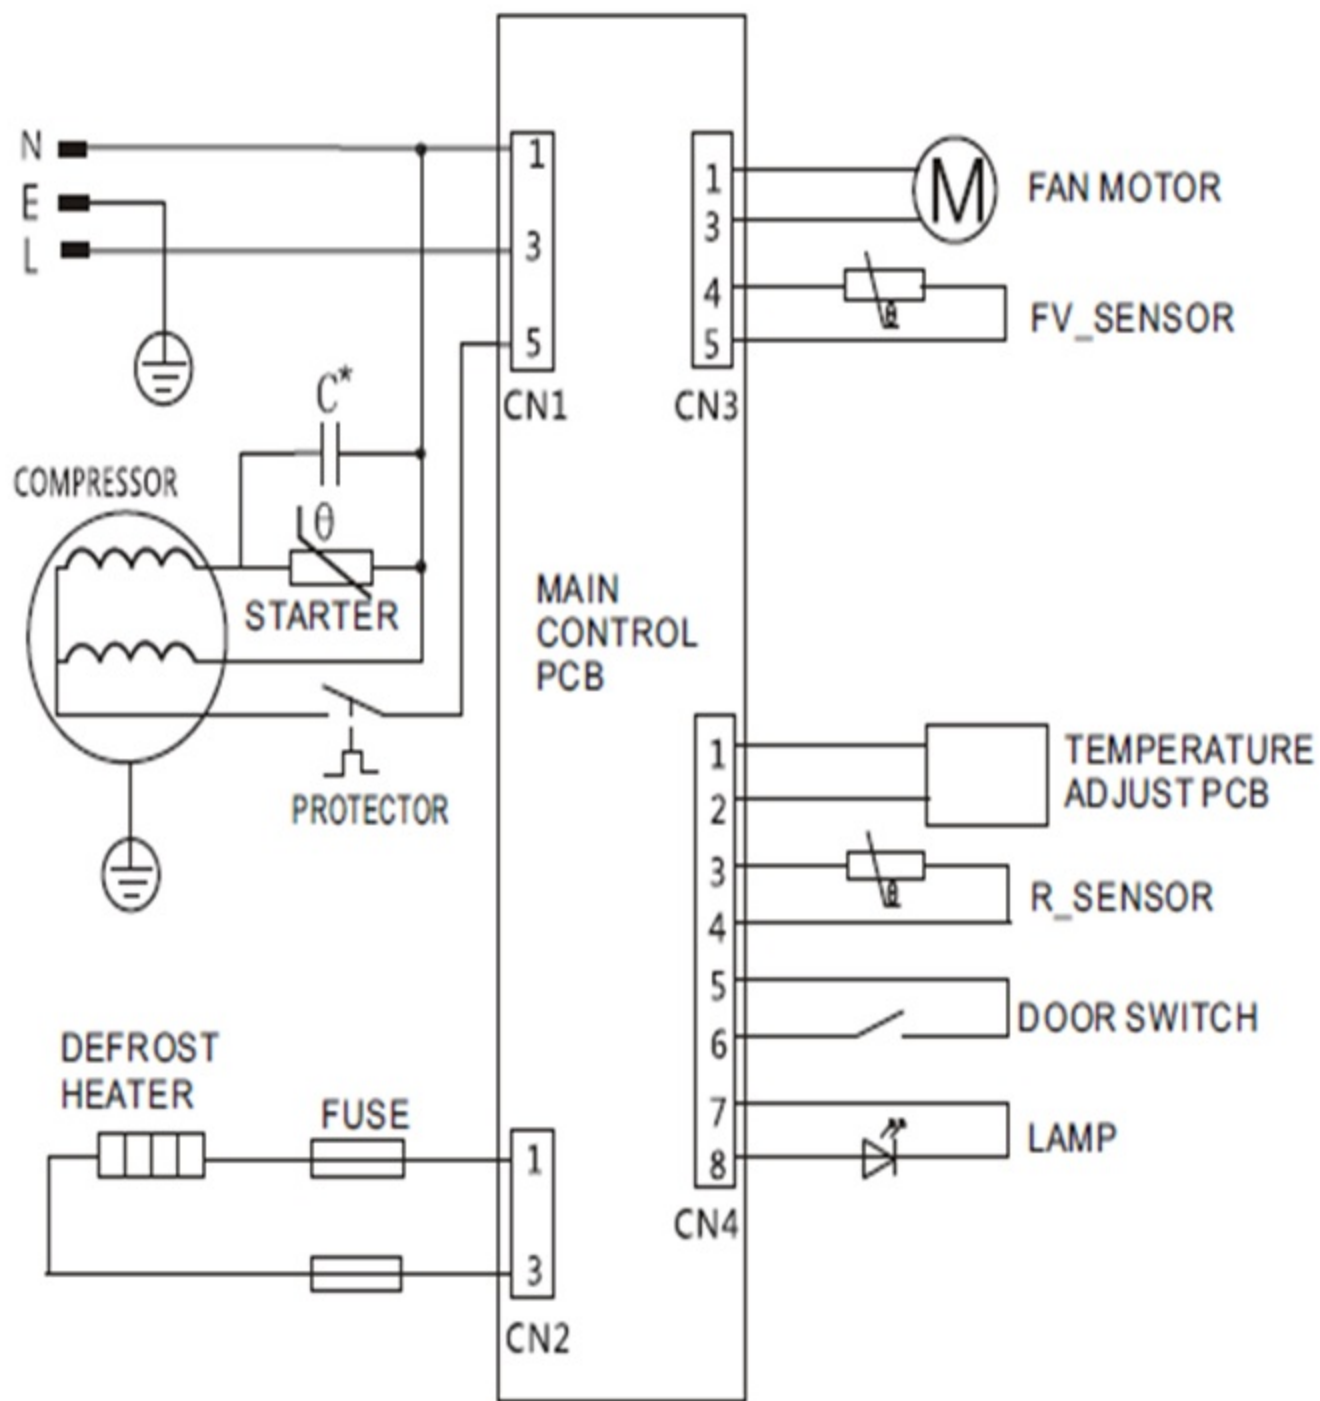 N
E
L
1
3
5
CN1
C*
COMPRESSOR
θ
STARTER
PROTECTOR
DEFROST
HEATER
FUSE
1
3
CN2
MAIN
CONTROL
PCB
1
3
4
5
CN3
M
FAN MOTOR
θ
FV_SENSOR
1
2
3
4
5
6
7
8
CN4
TEMPERATURE
ADJUST PCB
θ
R_SENSOR
DOOR SWITCH
LAMP